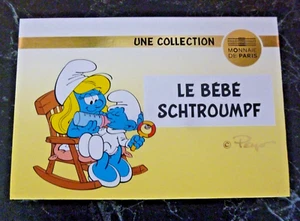 UNE COLLECTION
MONNAIE
DE PARIS
LE BÉBÉ
SCHTROUMPF
© Peyo